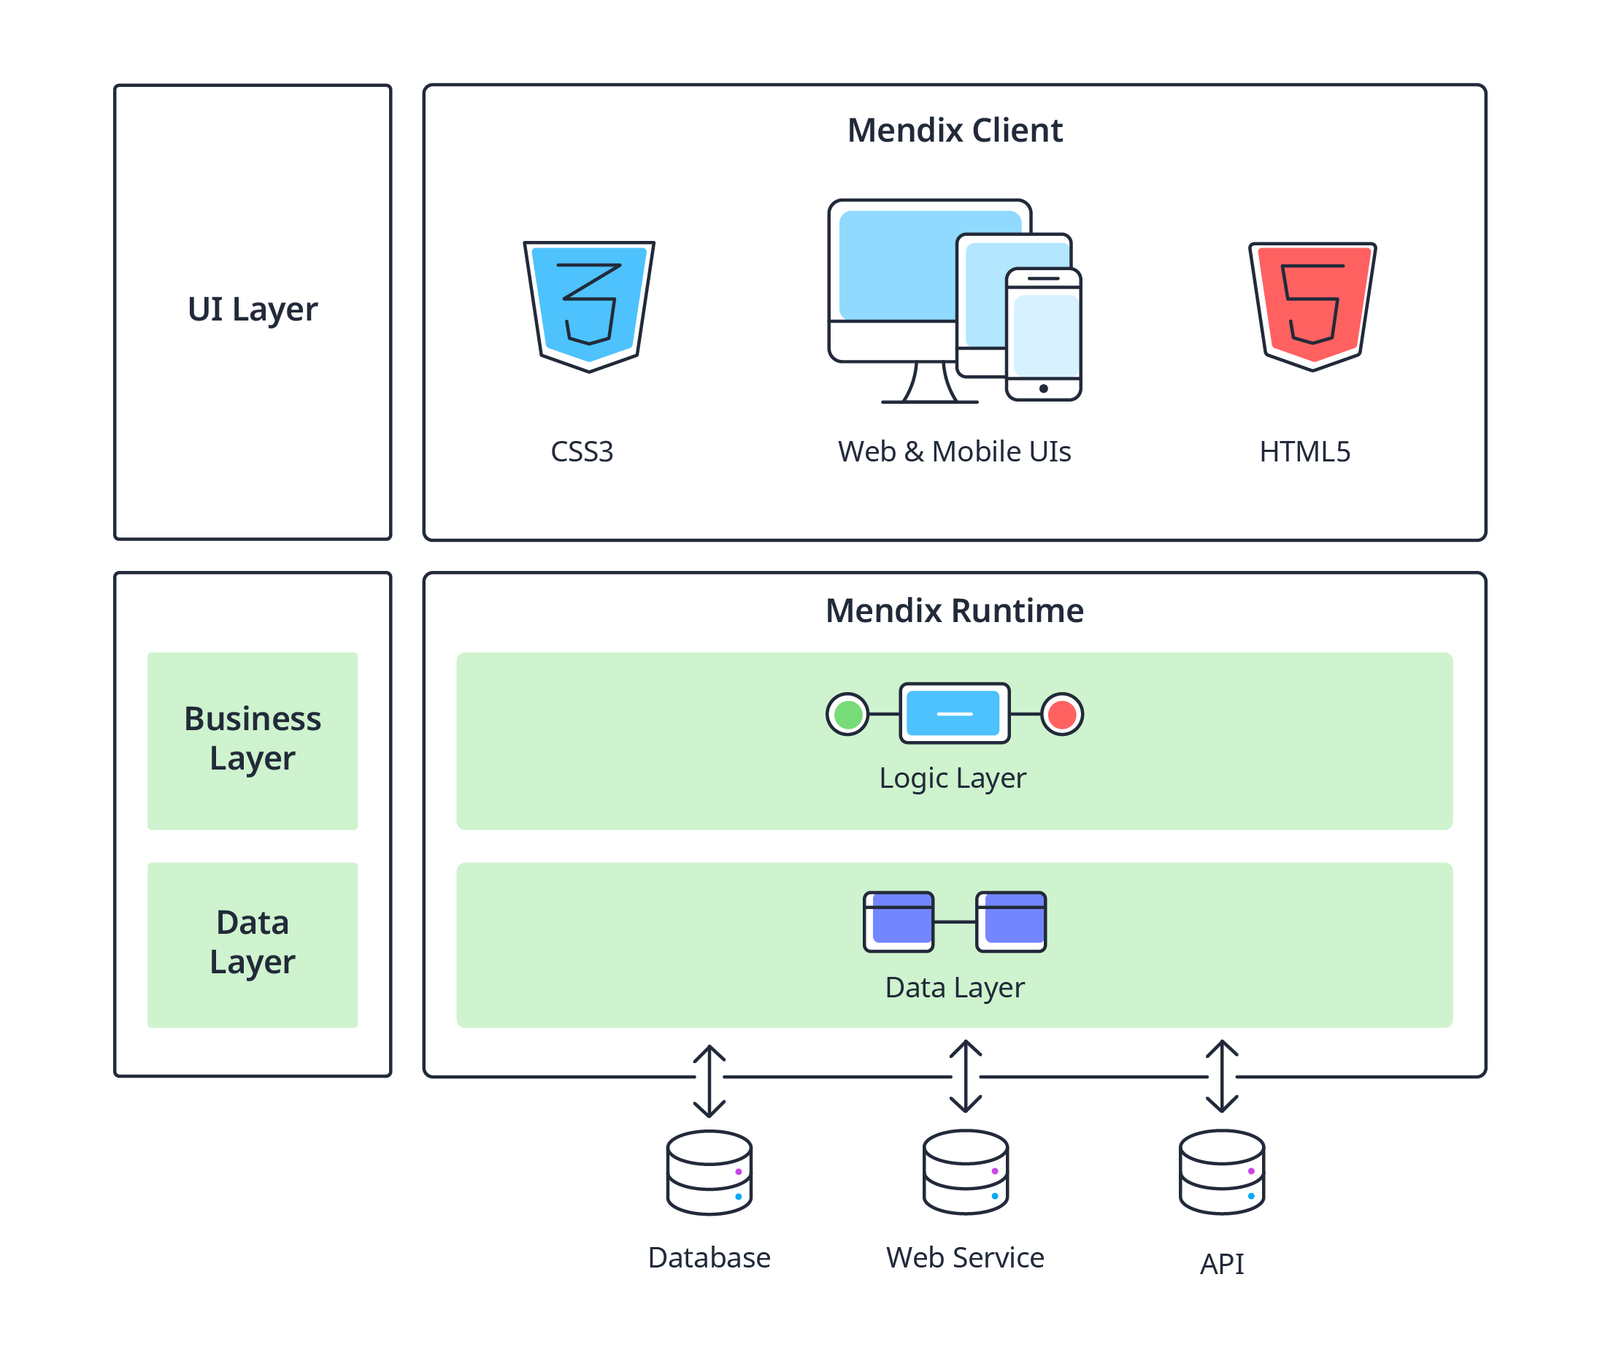 UI Layer
Mendix Client
CSS3
Web & Mobile UIs
HTML5
Business
Layer
Data
Layer
Mendix Runtime
Logic Layer
Data Layer
Database
Web Service
API